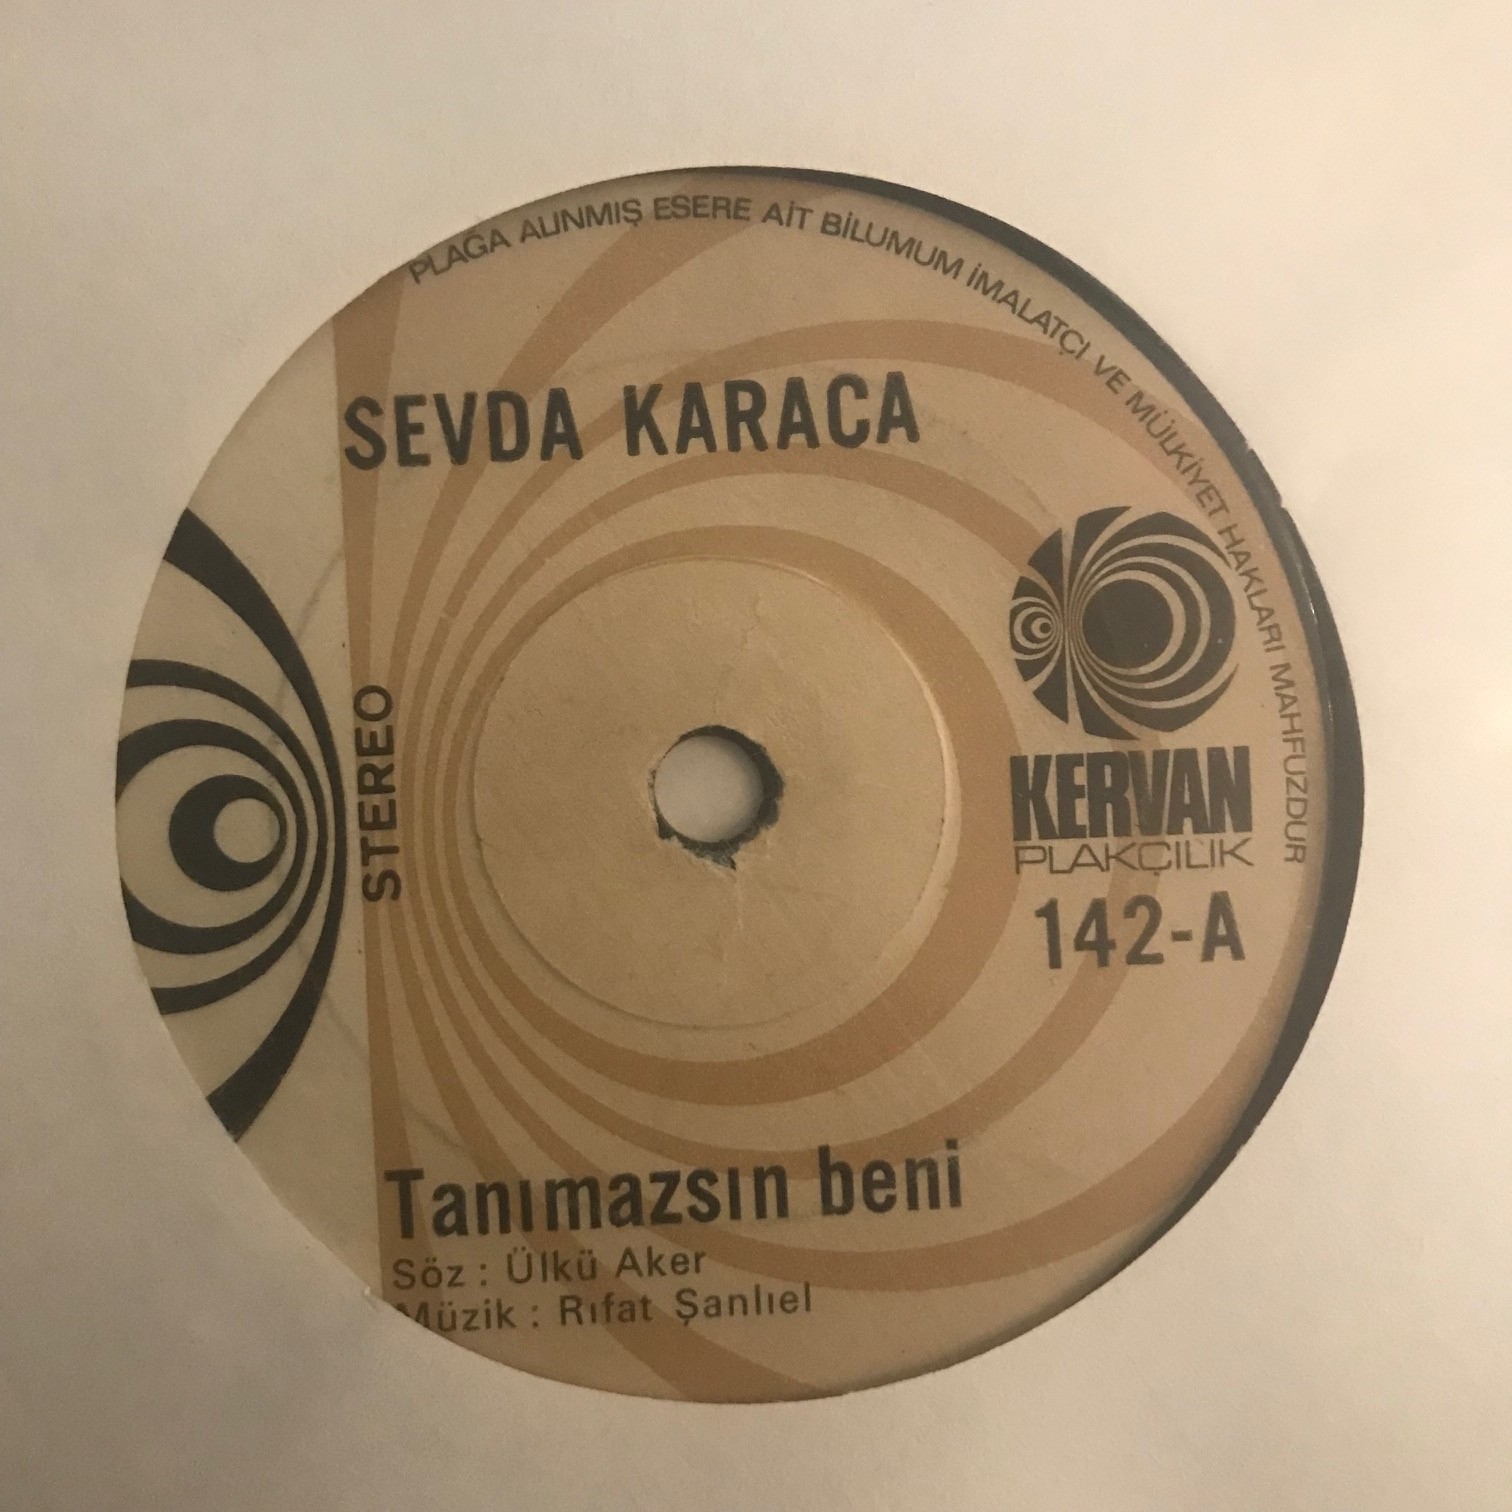 PLAĞA ALINMIŞ ESERE AİT BİLUMUM İMALATÇI VE MÜLKİYET HAKLARI MAHFUZDUR
SEVDA KARACA
STEREO
KERVAN
PLAKÇILIK
142-A
Tanımazsın beni
Söz : Ülkü Aker
Müzik : Rıfat Şanlıel